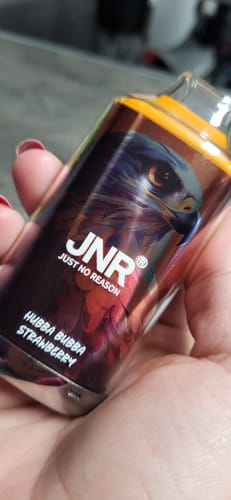 JNR®
JUST NO REASON
HUBBA BUBBA
STRAWBERRY